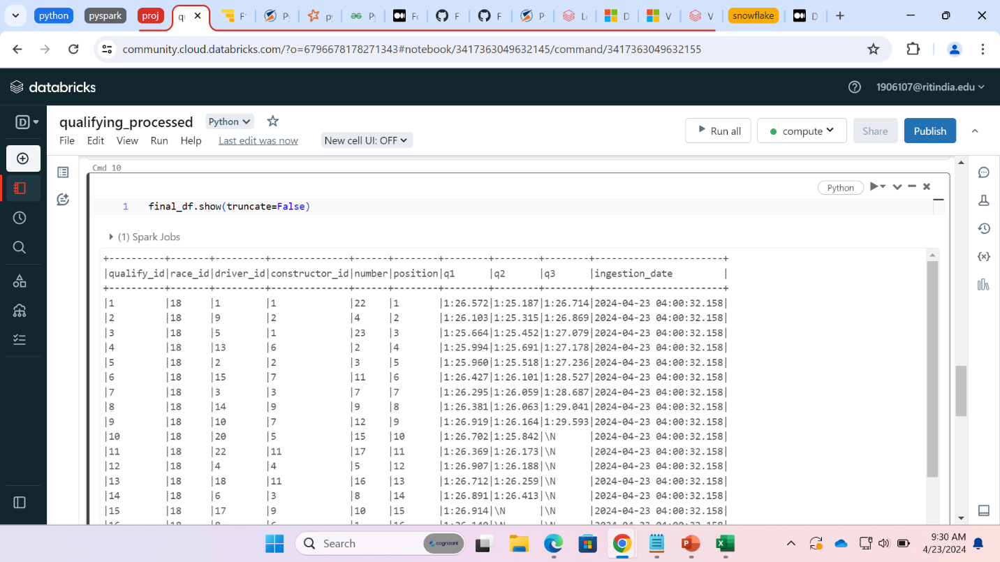 python pyspark proj q F1 Py py Py Fo F F Py Lo D V V snowflake D
community.cloud.databricks.com/?o=6796678178271343#notebook/3417363049632145/command/3417363049632155
databricks
1906107@ritindia.edu
qualifying_processed Python
Run all compute Share Publish
File Edit View Run Help Last edit was now New cell UI: OFF
Cmd 10
Python
1 final_df.show(truncate=False)
(1) Spark Jobs
+----------+-------+---------+--------------+------+--------+--------+--------+--------+-----------------------+
|qualify_id|race_id|driver_id|constructor_id|number|position|q1      |q2      |q3      |ingestion_date         |
+----------+-------+---------+--------------+------+--------+--------+--------+--------+-----------------------+
|1         |18     |1        |1             |22    |1       |1:26.572|1:25.187|1:26.714|2024-04-23 04:00:32.158|
|2         |18     |9        |2             |4     |2       |1:26.103|1:25.315|1:26.869|2024-04-23 04:00:32.158|
|3         |18     |5        |1             |23    |3       |1:25.664|1:25.452|1:27.079|2024-04-23 04:00:32.158|
|4         |18     |13       |6             |2     |4       |1:25.994|1:25.691|1:27.178|2024-04-23 04:00:32.158|
|5         |18     |2        |2             |3     |5       |1:25.960|1:25.518|1:27.236|2024-04-23 04:00:32.158|
|6         |18     |15       |7             |11    |6       |1:26.427|1:26.101|1:28.527|2024-04-23 04:00:32.158|
|7         |18     |3        |3             |7     |7       |1:26.295|1:26.059|1:28.687|2024-04-23 04:00:32.158|
|8         |18     |14       |9             |9     |8       |1:26.381|1:26.063|1:29.041|2024-04-23 04:00:32.158|
|9         |18     |10       |7             |12    |9       |1:26.919|1:26.164|1:29.593|2024-04-23 04:00:32.158|
|10        |18     |20       |5             |15    |10      |1:26.702|1:25.842|\N      |2024-04-23 04:00:32.158|
|11        |18     |22       |11            |17    |11      |1:26.369|1:26.173|\N      |2024-04-23 04:00:32.158|
|12        |18     |4        |4             |5     |12      |1:26.907|1:26.188|\N      |2024-04-23 04:00:32.158|
|13        |18     |18       |11            |16    |13      |1:26.712|1:26.259|\N      |2024-04-23 04:00:32.158|
|14        |18     |6        |3             |8     |14      |1:26.891|1:26.413|\N      |2024-04-23 04:00:32.158|
|15        |18     |17       |9             |10    |15      |1:26.914|\N      |\N      |2024-04-23 04:00:32.158|
Search cognizant
9:30 AM
4/23/2024